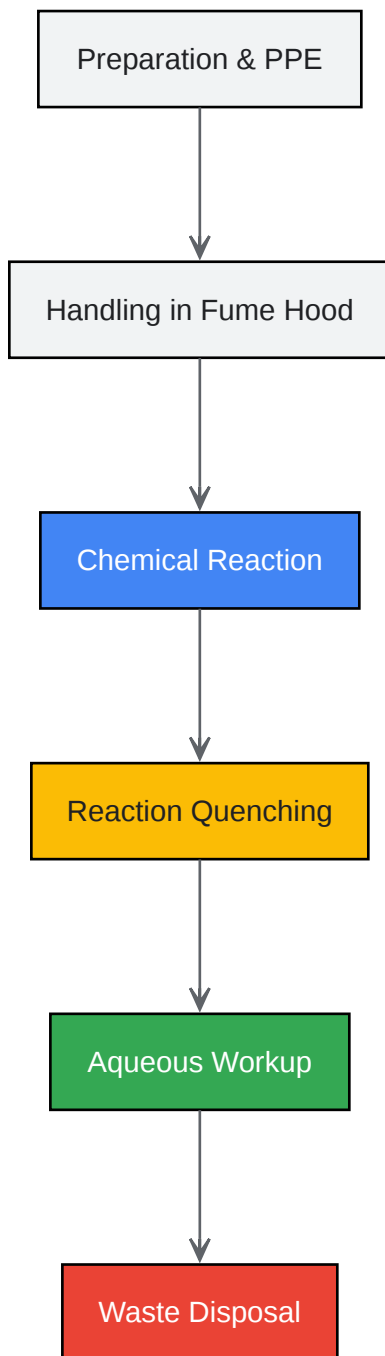 Preparation & PPE
Handling in Fume Hood
Chemical Reaction
Reaction Quenching
Aqueous Workup
Waste Disposal